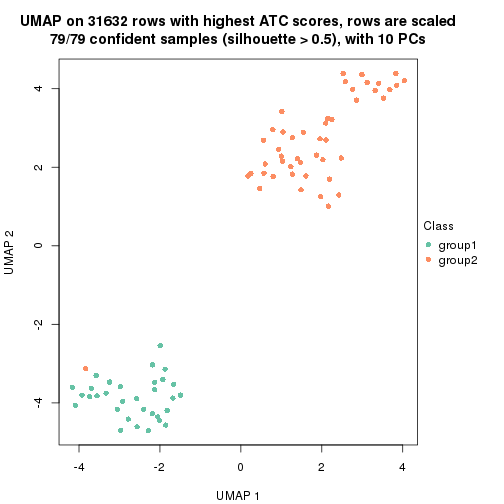 UMAP on 31632 rows with highest ATC scores, rows are scaled
79/79 confident samples (silhouette > 0.5), with 10 PCs
4
2
0
-2
-4
UMAP 2
-4
-2
0
2
4
UMAP 1
Class
group1
group2